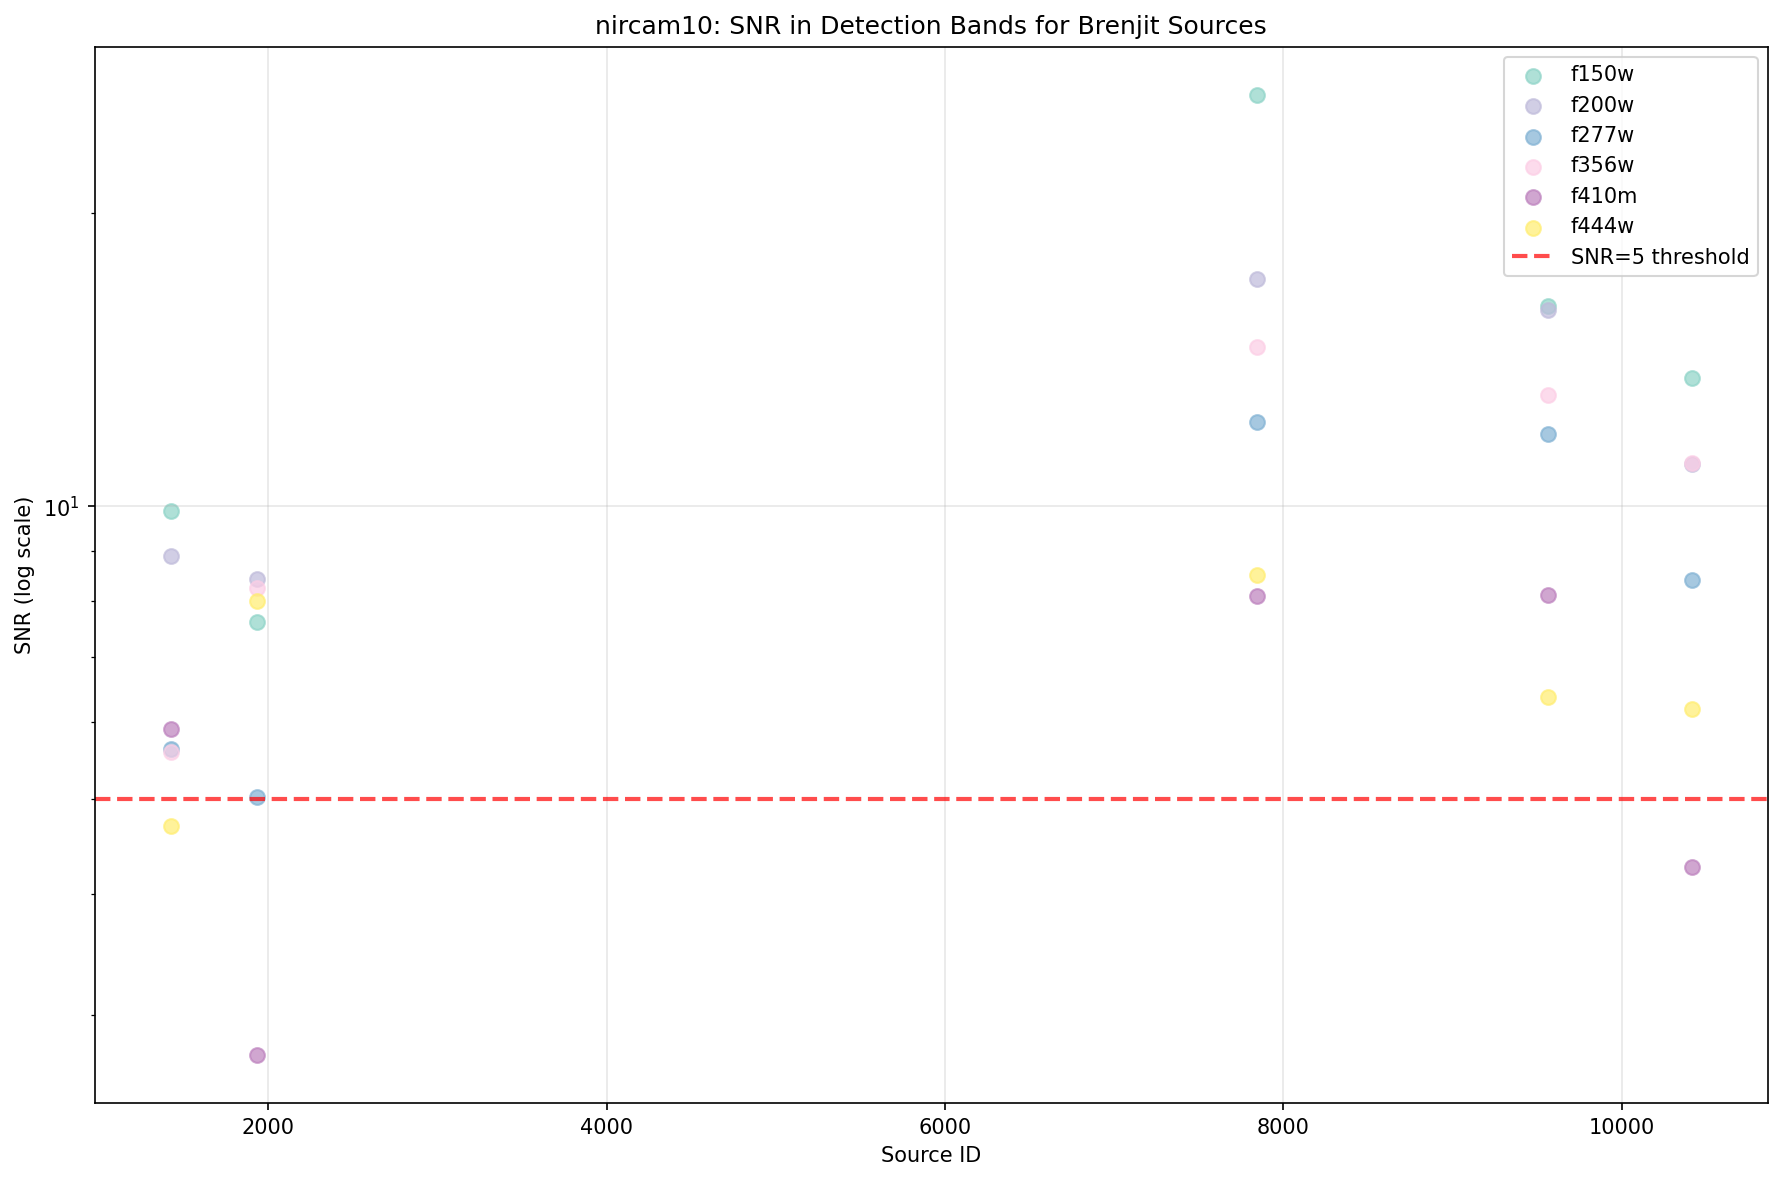 nircam10: SNR in Detection Bands for Brenjit Sources
f150w
f200w
f277w
f356w
f410m
f444w
SNR=5 threshold
SNR (log scale)
10¹
2000 4000 6000 8000 10000
Source ID